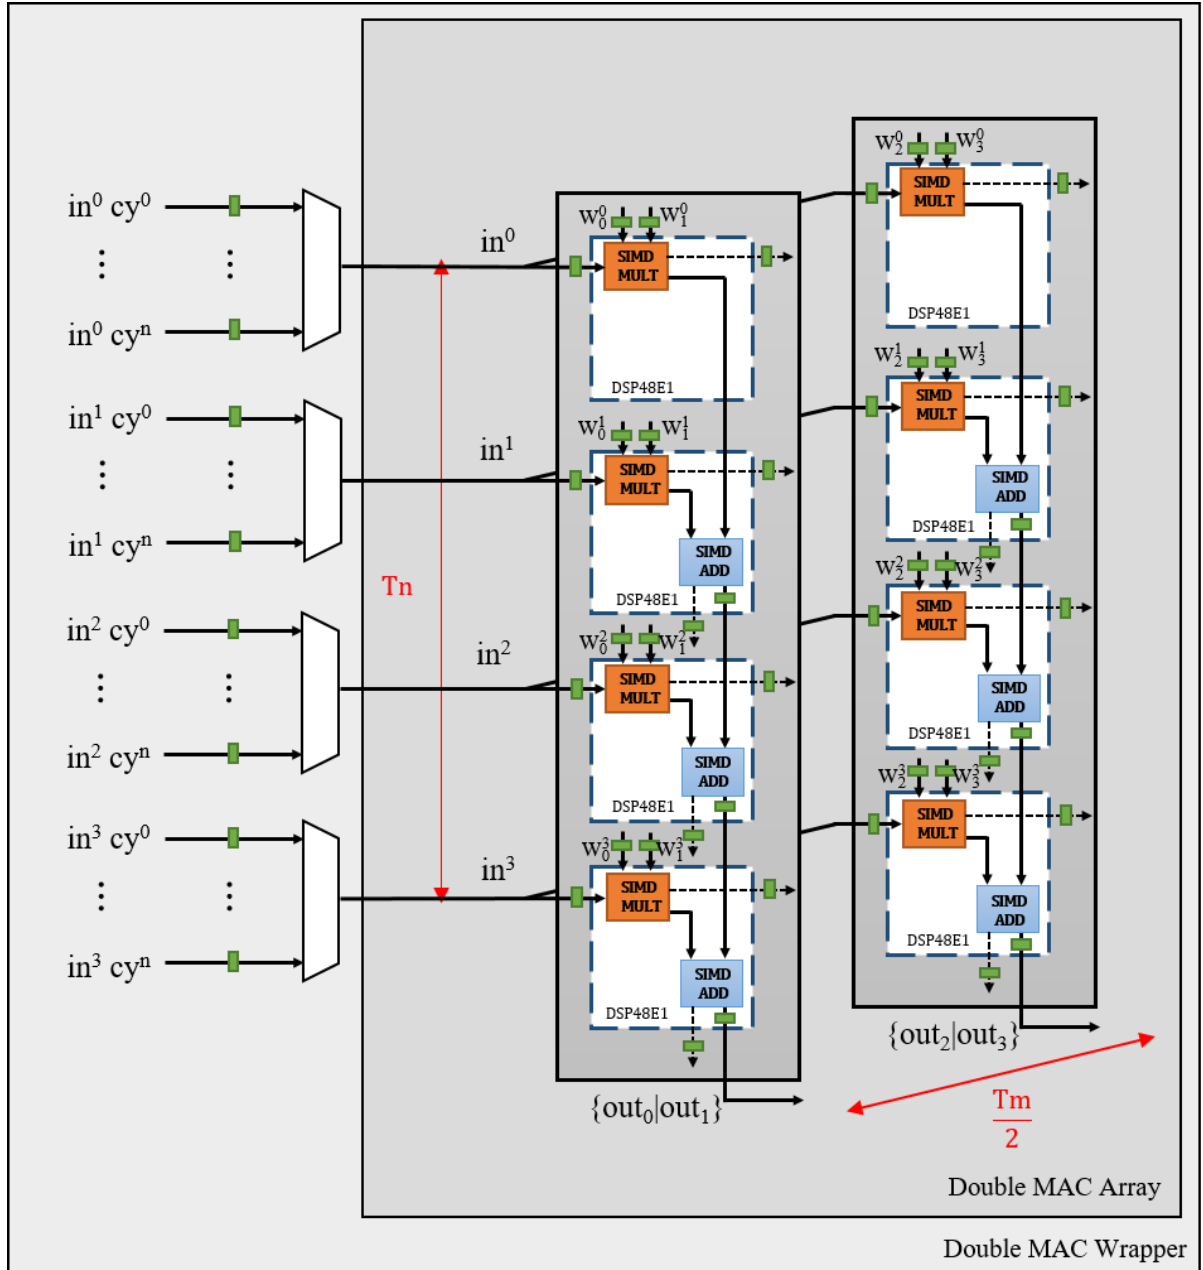 in⁰ cy⁰
⋮ ⋮
in⁰ cyⁿ
in¹ cy⁰
⋮ ⋮
in¹ cyⁿ
in² cy⁰
⋮ ⋮
in² cyⁿ
in³ cy⁰
⋮ ⋮
in³ cyⁿ
Tn
in⁰
in¹
in²
in³
W₀⁰ W₁⁰
SIMD
MULT
DSP48E1
W₀¹ W₁¹
SIMD
MULT
SIMD
ADD
DSP48E1
W₀² W₁²
SIMD
MULT
SIMD
ADD
DSP48E1
W₀³ W₁³
SIMD
MULT
SIMD
ADD
DSP48E1
{out₀|out₁}
W₂⁰ W₃⁰
SIMD
MULT
DSP48E1
W₂¹ W₃¹
SIMD
MULT
SIMD
ADD
DSP48E1
W₂² W₃²
SIMD
MULT
SIMD
ADD
DSP48E1
W₂³ W₃³
SIMD
MULT
SIMD
ADD
DSP48E1
{out₂|out₃}
Tm
2
Double MAC Array
Double MAC Wrapper